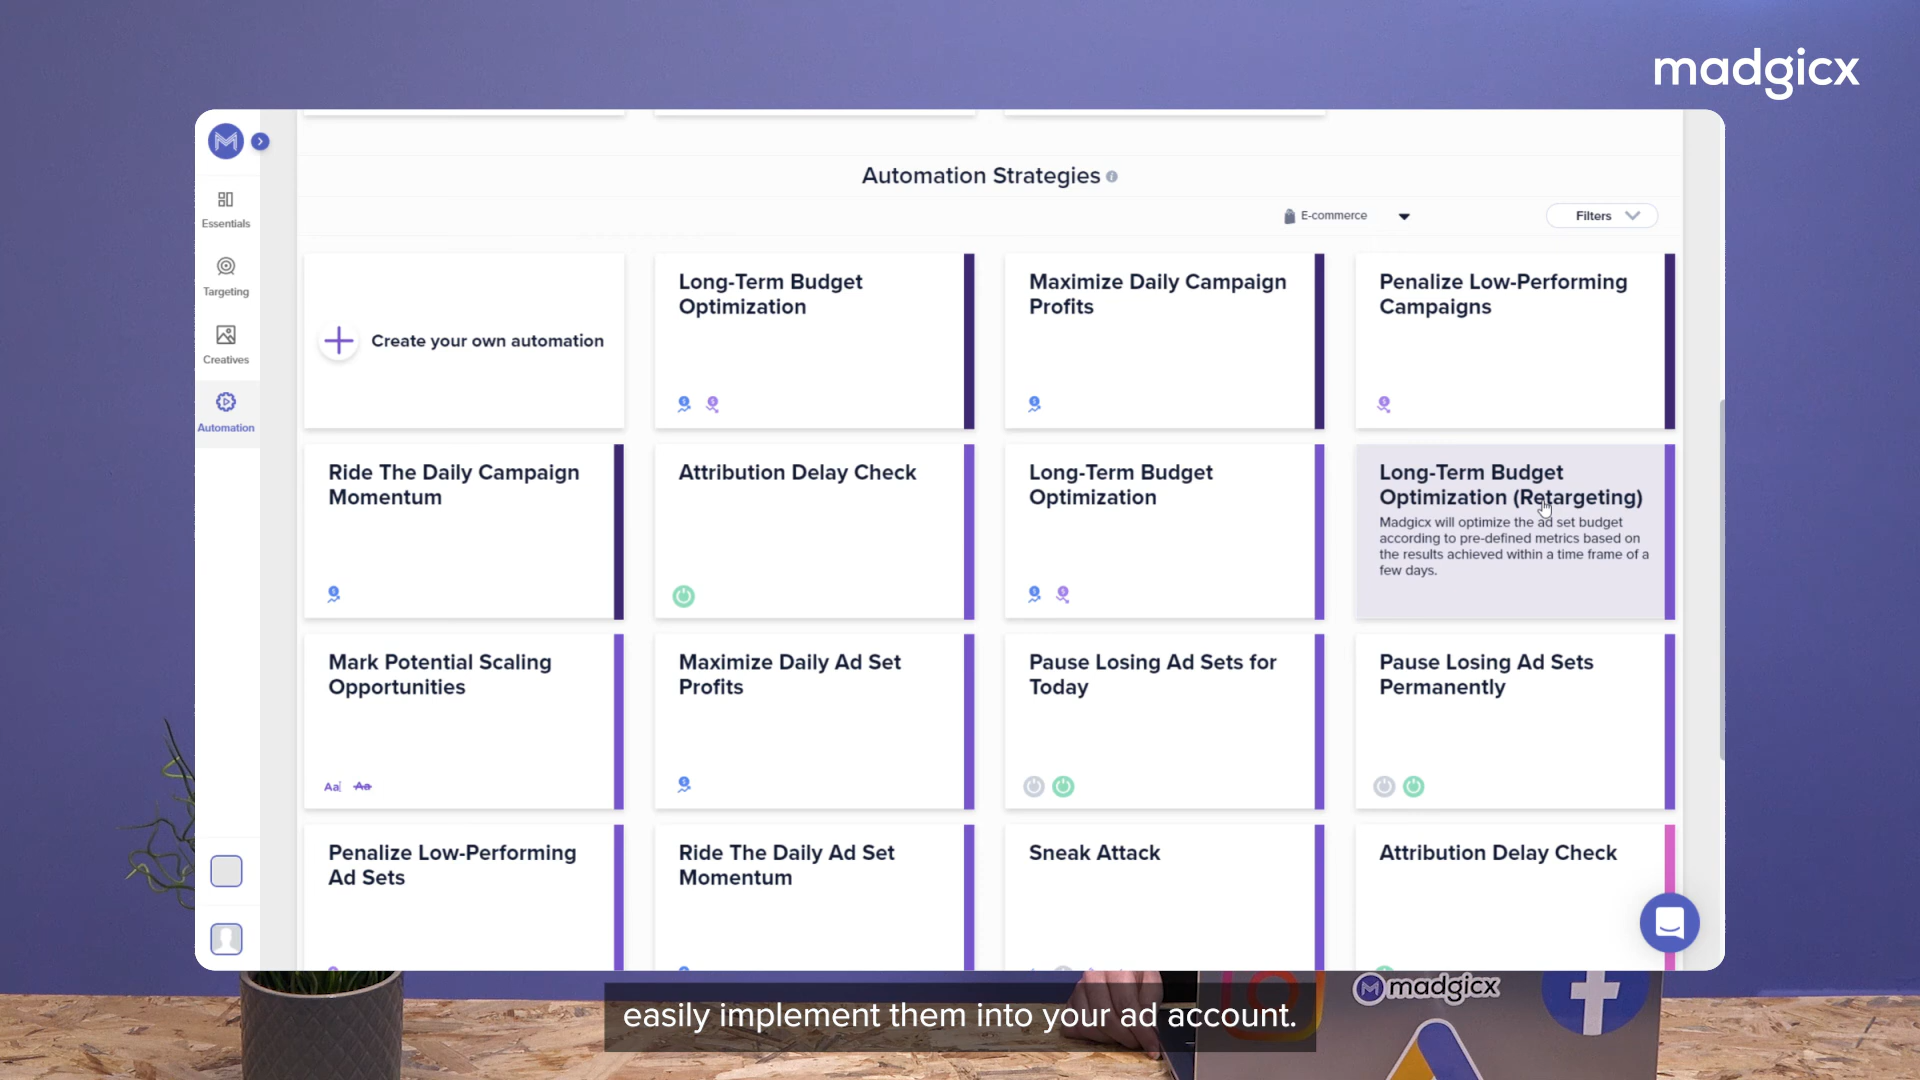 madgicx
Automation Strategies
E-commerce
Filters
Essentials
Targeting
Creatives
Automation
Create your own automation
Long-Term Budget
Optimization
Maximize Daily Campaign
Profits
Penalize Low-Performing
Campaigns
Ride The Daily Campaign
Momentum
Attribution Delay Check
Long-Term Budget
Optimization
Long-Term Budget
Optimization (Retargeting)
Madgicx will optimize the ad set budget
according to pre-defined metrics based on
the results achieved within a time frame of a
few days.
Mark Potential Scaling
Opportunities
Aa Aa
Maximize Daily Ad Set
Profits
Pause Losing Ad Sets for
Today
Pause Losing Ad Sets
Permanently
Penalize Low-Performing
Ad Sets
Ride The Daily Ad Set
Momentum
Sneak Attack
Attribution Delay Check
madgicx
easily implement them into your ad account.